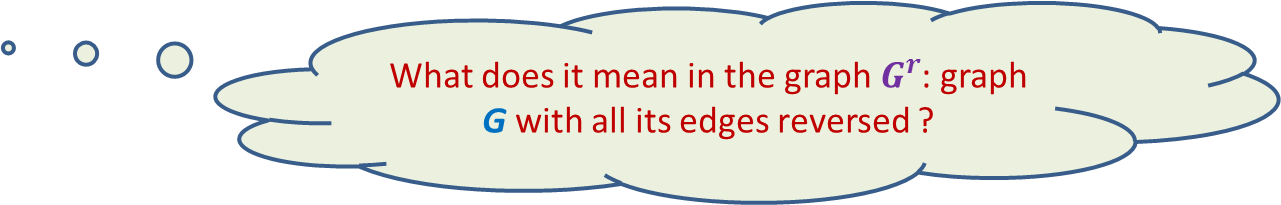 What does it mean in the graph 𝑮ʳ: graph
G with all its edges reversed ?